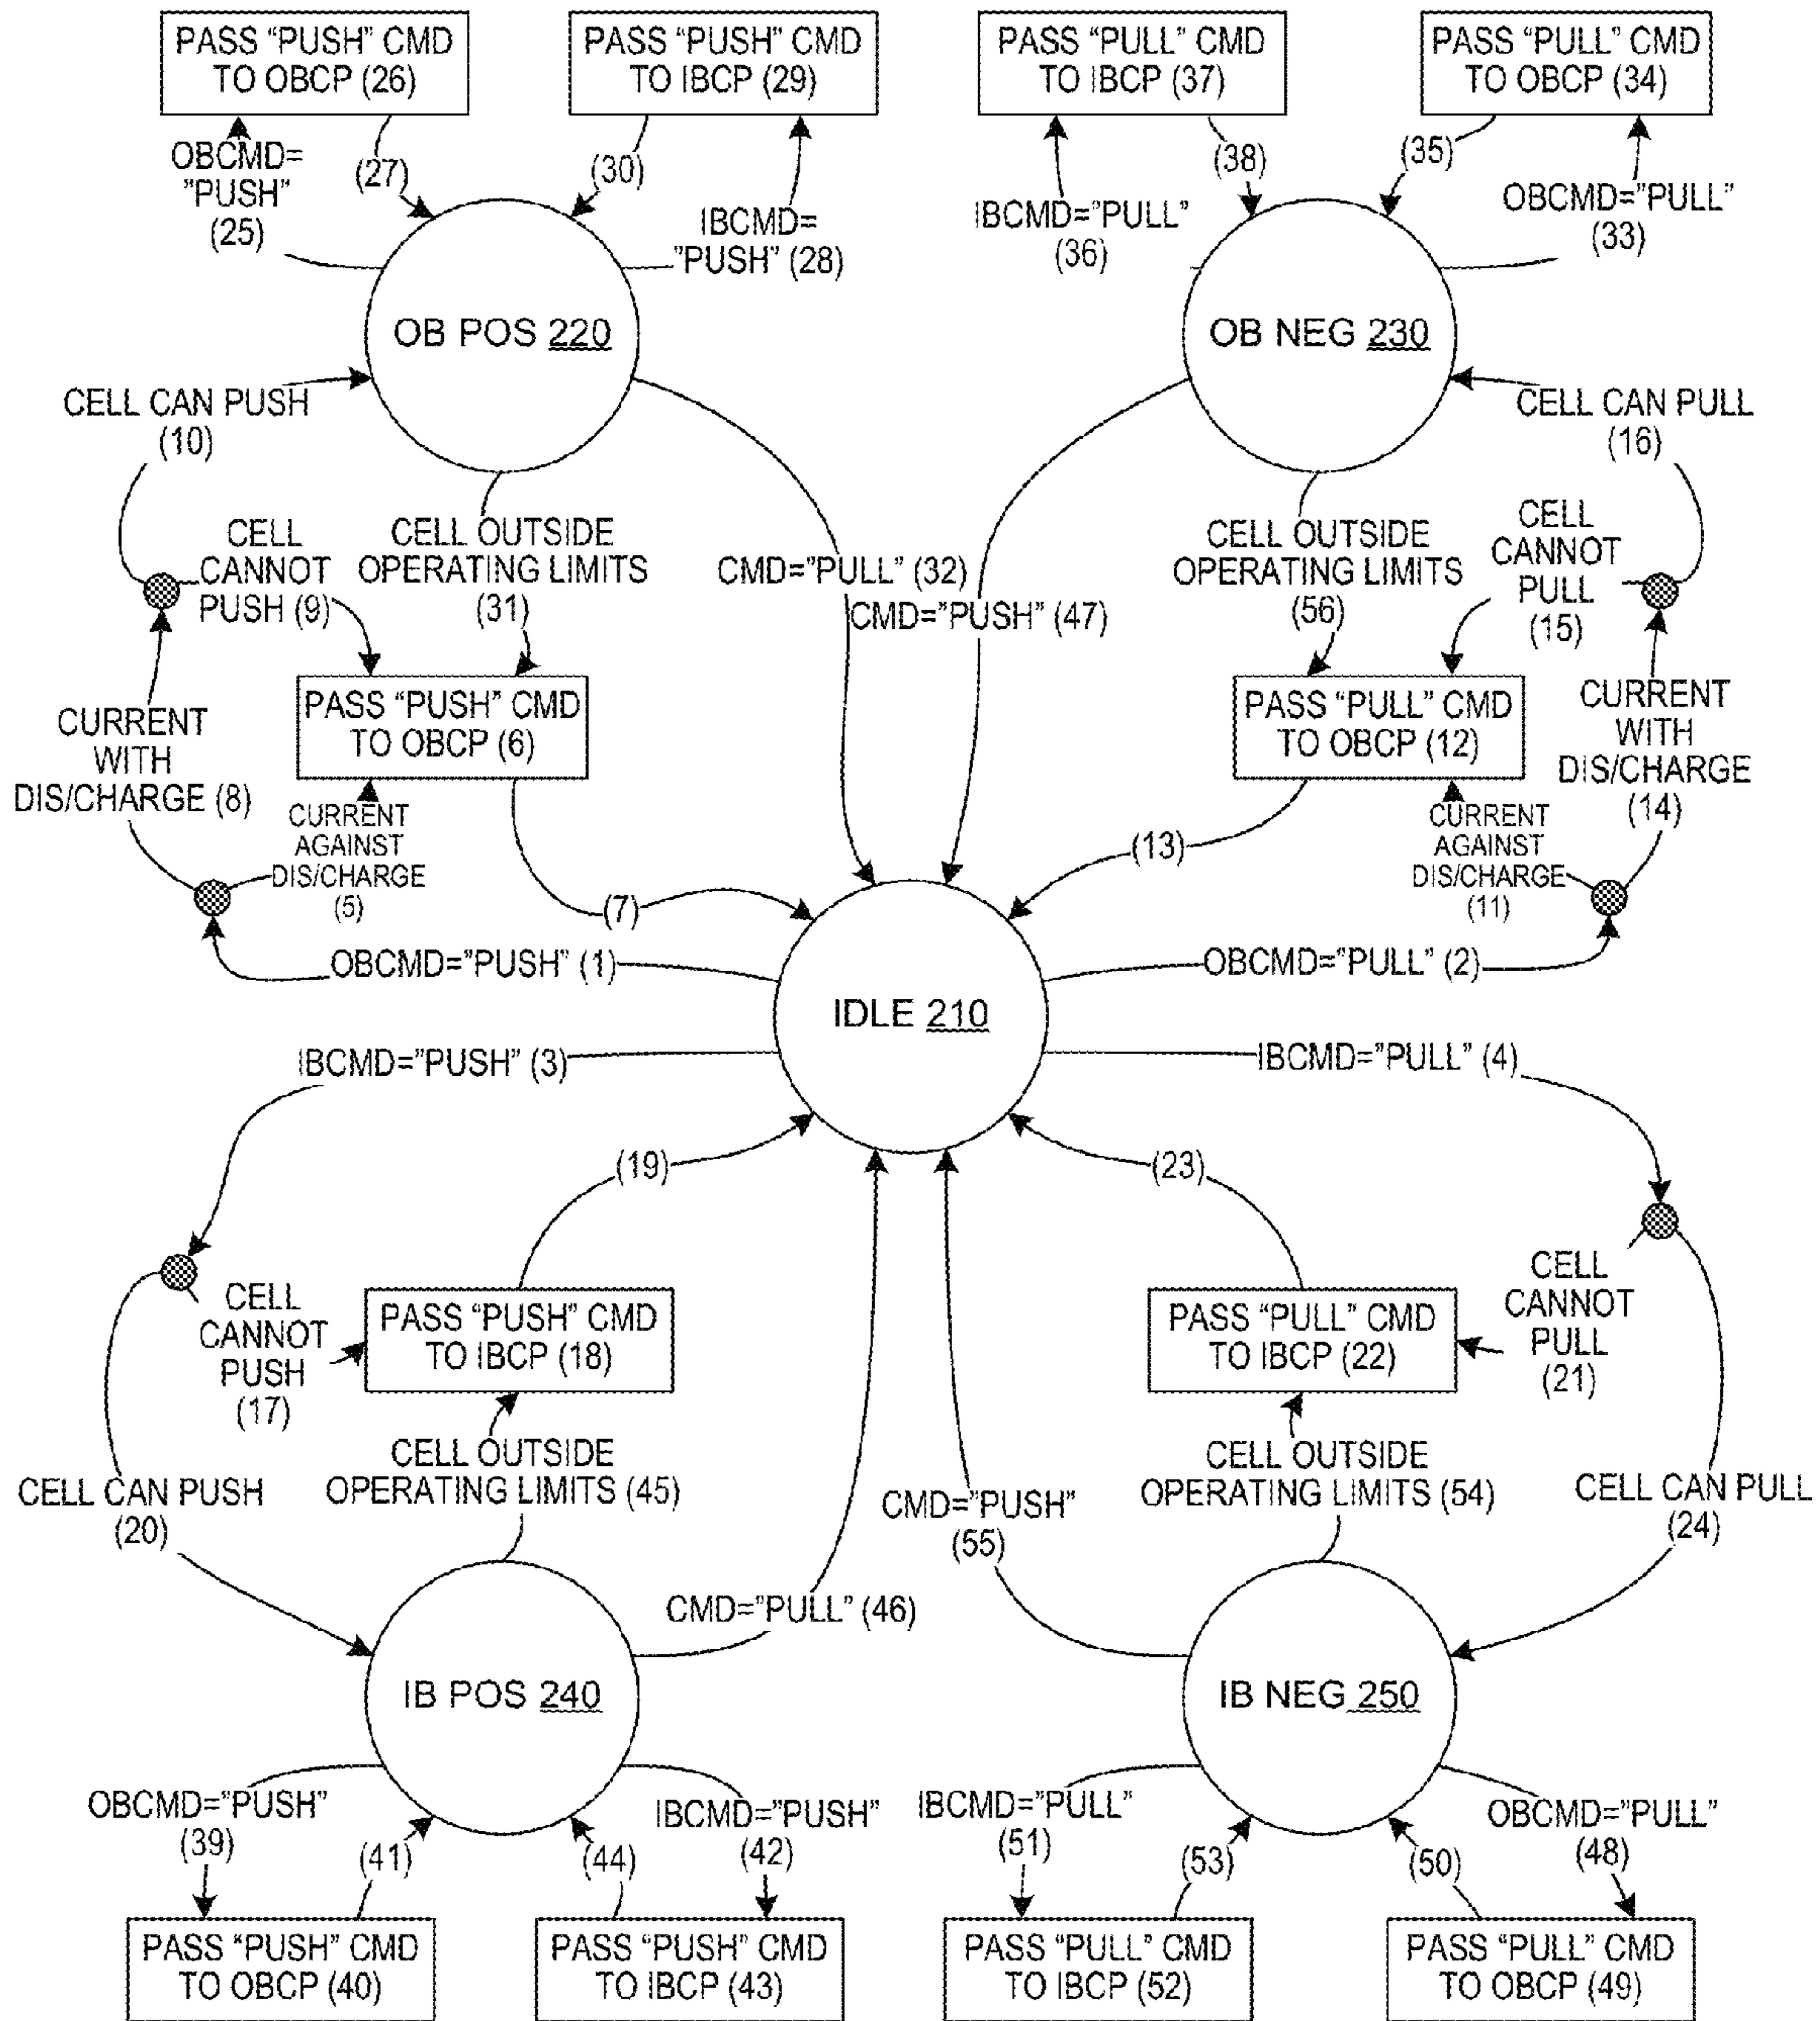 PASS “PUSH” CMD
TO OBCP (26)
PASS “PUSH” CMD
TO IBCP (29)
PASS “PULL” CMD
TO IBCP (37)
PASS “PULL” CMD
TO OBCP (34)
OBCMD=
”PUSH”
(25)
(27)
(30)
IBCMD=
”PUSH” (28)
IBCMD=”PULL”
(36)
(38)
(35)
OBCMD=”PULL”
(33)
OB POS 220
OB NEG 230
CELL CAN PUSH
(10)
CELL CAN PULL
(16)
CELL
CANNOT
PUSH (9)
CELL OUTSIDE
OPERATING LIMITS
(31)
CMD=”PULL” (32)
CMD=”PUSH” (47)
CELL OUTSIDE
OPERATING LIMITS
(56)
CELL
CANNOT
PULL
(15)
CURRENT
WITH
DIS/CHARGE (8)
PASS “PUSH” CMD
TO OBCP (6)
PASS “PULL” CMD
TO OBCP (12)
CURRENT
WITH
DIS/CHARGE
(14)
CURRENT
AGAINST
DIS/CHARGE
(5)
(7)
(13)
CURRENT
AGAINST
DIS/CHARGE
(11)
OBCMD=”PUSH” (1)
OBCMD=”PULL” (2)
IDLE 210
IBCMD=”PUSH” (3)
IBCMD=”PULL” (4)
(19)
(23)
CELL
CANNOT
PUSH
(17)
PASS “PUSH” CMD
TO IBCP (18)
PASS “PULL” CMD
TO IBCP (22)
CELL
CANNOT
PULL
(21)
CELL CAN PUSH
(20)
CELL OUTSIDE
OPERATING LIMITS (45)
CMD=”PUSH”
(55)
CELL OUTSIDE
OPERATING LIMITS (54)
CELL CAN PULL
(24)
CMD=”PULL” (46)
IB POS 240
IB NEG 250
OBCMD=”PUSH”
(39)
(41)
(44)
IBCMD=”PUSH”
(42)
IBCMD=”PULL”
(51)
(53)
(50)
OBCMD=”PULL”
(48)
PASS “PUSH” CMD
TO OBCP (40)
PASS “PUSH” CMD
TO IBCP (43)
PASS “PULL” CMD
TO IBCP (52)
PASS “PULL” CMD
TO OBCP (49)